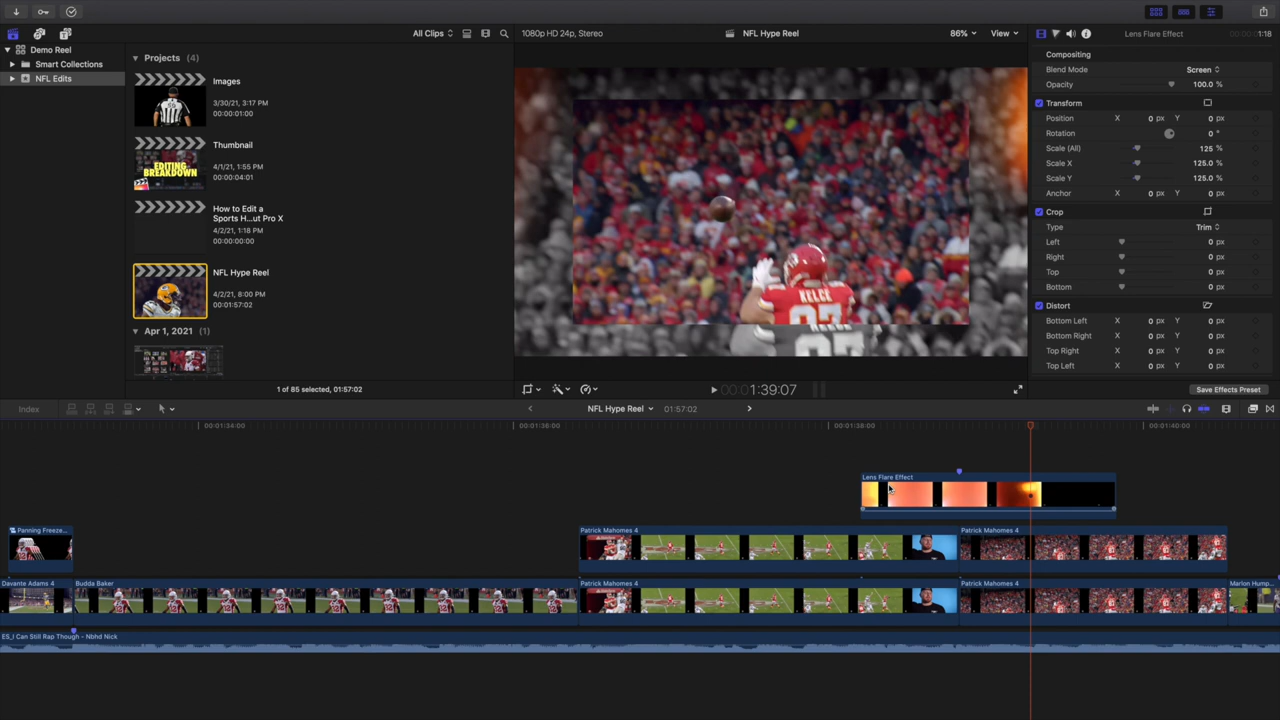 All Clips
1080p HD 24p, Stereo
NFL Hype Reel
86%
View
Lens Flare Effect
1:18
Demo Reel
Smart Collections
NFL Edits
Projects (4)
Images
3/30/21, 3:17 PM
00:00:01:00
EDITING
BREAKDOWN
Thumbnail
4/1/21, 1:55 PM
00:00:04:01
How to Edit a
Sports H...ut Pro X
4/2/21, 1:18 PM
00:00:00:00
NFL Hype Reel
4/2/21, 8:00 PM
00:01:57:02
Apr 1, 2021 (1)
1 of 85 selected, 01:57:02
KELCE
87
Compositing
Blend Mode Screen
Opacity 100.0 %
Transform
Position X 0 px Y 0 px
Rotation 0 °
Scale (All) 125 %
Scale X 125.0 %
Scale Y 125.0 %
Anchor X 0 px Y 0 px
Crop
Type Trim
Left 0 px
Right 0 px
Top 0 px
Bottom 0 px
Distort
Bottom Left X 0 px Y 0 px
Bottom Right X 0 px Y 0 px
Top Right X 0 px Y 0 px
Top Left X 0 px Y 0 px
00:00:1:39:07
Save Effects Preset
Index
NFL Hype Reel
01:57:02
00:01:34:00
00:01:36:00
00:01:38:00
00:01:40:00
Lens Flare Effect
Panning Freeze...
Patrick Mahomes 4
Patrick Mahomes 4
Davante Adams 4
Budda Baker
Patrick Mahomes 4
Patrick Mahomes 4
Marlon Hump...
ES_I Can Still Rap Though - Nbhd Nick